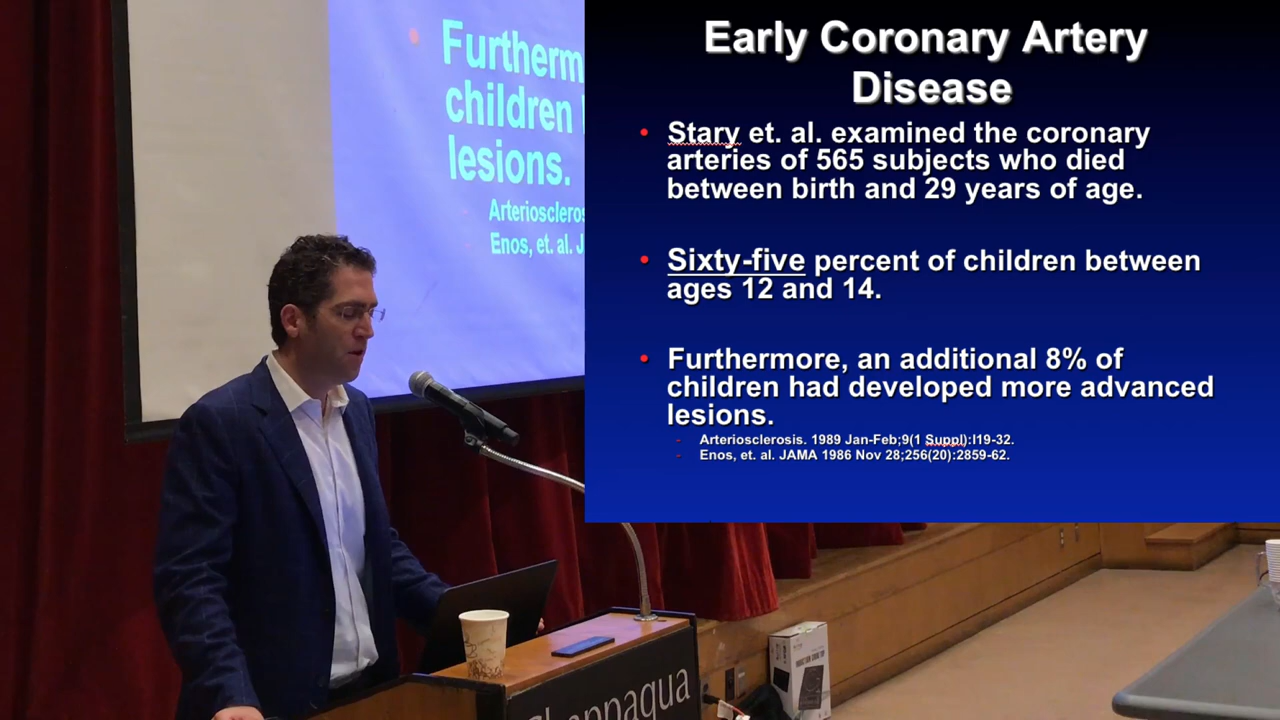 Furtherm
children
lesions.
Arterioscleros
Enos, et. al. J
Early Coronary Artery
Disease
• Stary et. al. examined the coronary
arteries of 565 subjects who died
between birth and 29 years of age.
• Sixty-five percent of children between
ages 12 and 14.
• Furthermore, an additional 8% of
children had developed more advanced
lesions.
- Arteriosclerosis. 1989 Jan-Feb;9(1 Suppl):I19-32.
- Enos, et. al. JAMA 1986 Nov 28;256(20):2859-62.
Chappaqua